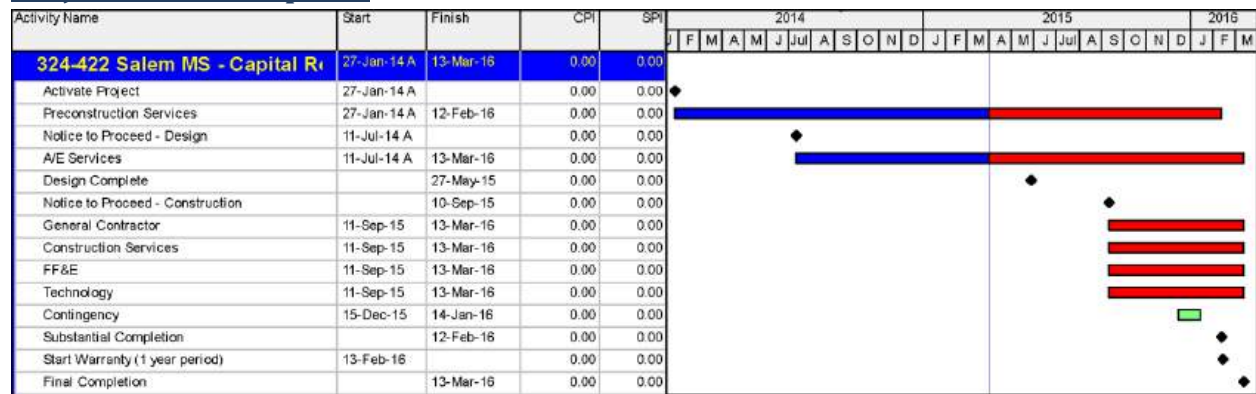 Activity Name Start Finish CPI SPI 2014 2015 2016
J F M A M J Jul A S O N D J F M A M J Jul A S O N D J F M
324-422 Salem MS - Capital Re 27-Jan-14 A 13-Mar-16 0.00 0.00
Activate Project 27-Jan-14 A 0.00 0.00
Preconstruction Services 27-Jan-14 A 12-Feb-16 0.00 0.00
Notice to Proceed - Design 11-Jul-14 A 0.00 0.00
A/E Services 11-Jul-14 A 13-Mar-16 0.00 0.00
Design Complete 27-May-15 0.00 0.00
Notice to Proceed - Construction 10-Sep-15 0.00 0.00
General Contractor 11-Sep-15 13-Mar-16 0.00 0.00
Construction Services 11-Sep-15 13-Mar-16 0.00 0.00
FF&E 11-Sep-15 13-Mar-16 0.00 0.00
Technology 11-Sep-15 13-Mar-16 0.00 0.00
Contingency 15-Dec-15 14-Jan-16 0.00 0.00
Substantial Completion 12-Feb-16 0.00 0.00
Start Warranty (1 year period) 13-Feb-16 0.00 0.00
Final Completion 13-Mar-16 0.00 0.00